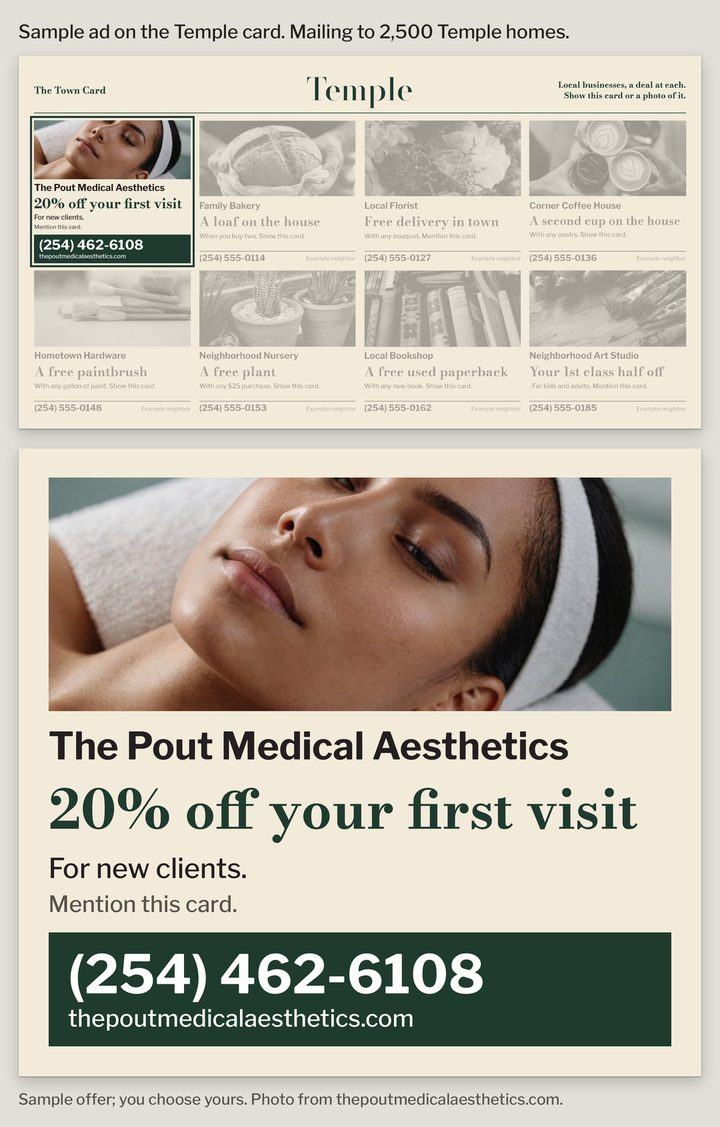 Sample ad on the Temple card. Mailing to 2,500 Temple homes.
The Town Card
Temple
Local businesses, a deal at each.
Show this card or a photo of it.
The Pout Medical Aesthetics
20% off your first visit
For new clients.
Mention this card.
(254) 462-6108
thepoutmedicalaesthetics.com
Family Bakery
A loaf on the house
When you buy two. Show this card.
(254) 555-0114
Example neighbor
Local Florist
Free delivery in town
With any bouquet. Mention this card.
(254) 555-0127
Example neighbor
Corner Coffee House
A second cup on the house
With any pastry. Show this card.
(254) 555-0136
Example neighbor
Hometown Hardware
A free paintbrush
With any gallon of paint. Show this card.
(254) 555-0148
Example neighbor
Neighborhood Nursery
A free plant
With any $25 purchase. Show this card.
(254) 555-0153
Example neighbor
Local Bookshop
A free used paperback
With any new book. Show this card.
(254) 555-0162
Example neighbor
Neighborhood Art Studio
Your 1st class half off
For kids and adults. Mention this card.
(254) 555-0185
Example neighbor
The Pout Medical Aesthetics
20% off your first visit
For new clients.
Mention this card.
(254) 462-6108
thepoutmedicalaesthetics.com
Sample offer; you choose yours. Photo from thepoutmedicalaesthetics.com.